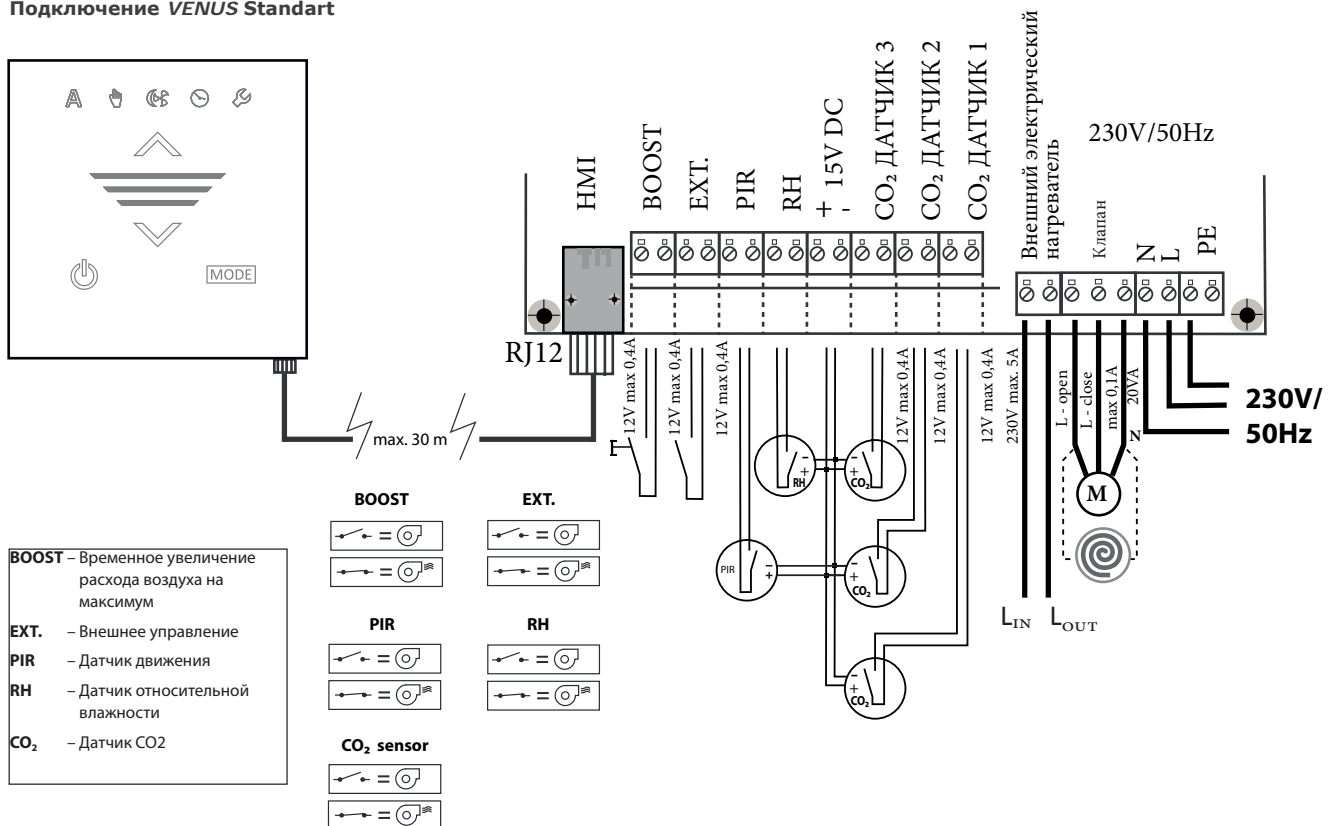 Подключение VENUS Standart
A
MODE
RJ12
max. 30 m
HMI
BOOST
EXT.
PIR
RH
+ 15V DC
-
CO₂ ДАТЧИК 3
CO₂ ДАТЧИК 2
CO₂ ДАТЧИК 1
Внешний электрический
нагреватель
Клапан
230V/50Hz
N
L
PE
12V max 0,4A
12V max 0,4A
12V max 0,4A
12V max 0,4A
12V max 0,4A
12V max 0,4A
230V max. 5A
L - open
L - close
max 0,1A
20VA
N
230V/
50Hz
-
+
RH
-
+
CO₂
PIR
-
+
-
+
CO₂
-
+
CO₂
M
LIN
LOUT
BOOST
=
=
EXT.
=
=
PIR
=
=
RH
=
=
CO₂ sensor
=
=
BOOST – Временное увеличение
расхода воздуха на
максимум
EXT. – Внешнее управление
PIR – Датчик движения
RH – Датчик относительной
влажности
CO₂ – Датчик CO2